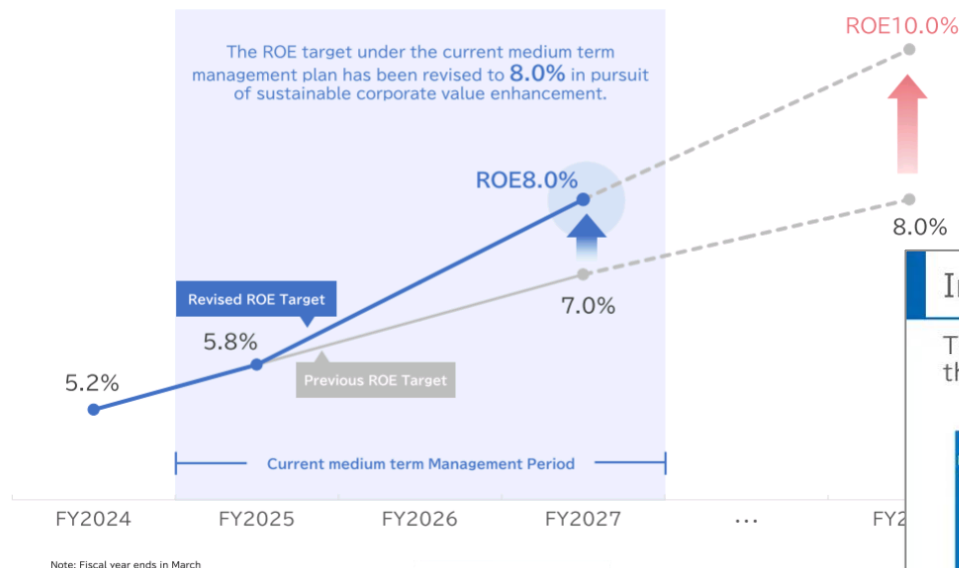 ROE10.0%
The ROE target under the current medium term
management plan has been revised to 8.0% in pursuit
of sustainable corporate value enhancement.
ROE8.0%
8.0%
Revised ROE Target
7.0%
5.8%
Previous ROE Target
5.2%
Current medium term Management Period
FY2024 FY2025 FY2026 FY2027 ...
Note: Fiscal year ends in March